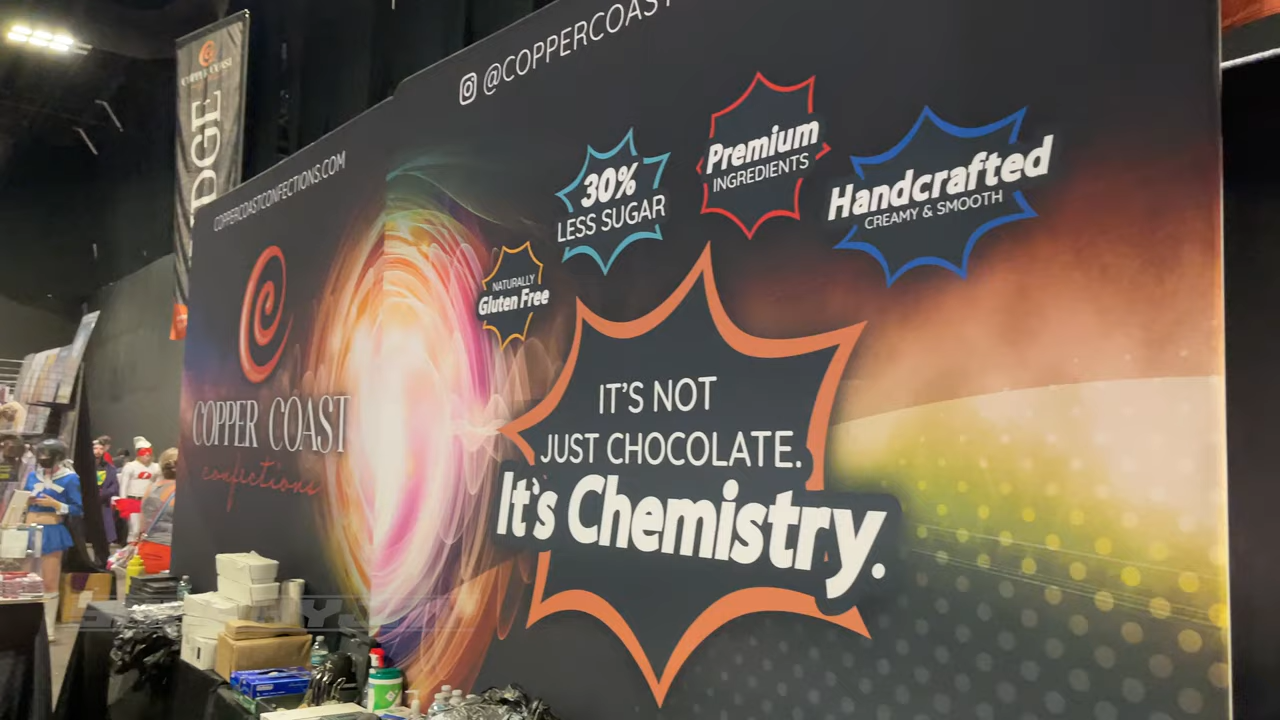 @COPPERCOAST
COPPERCOASTCONFECTIONS.COM
COPPER COAST
DGE
COPPER COAST
confections
30%
LESS SUGAR
Premium
INGREDIENTS
Handcrafted
CREAMY & SMOOTH
NATURALLY
Gluten Free
IT'S NOT
JUST CHOCOLATE.
It's Chemistry.